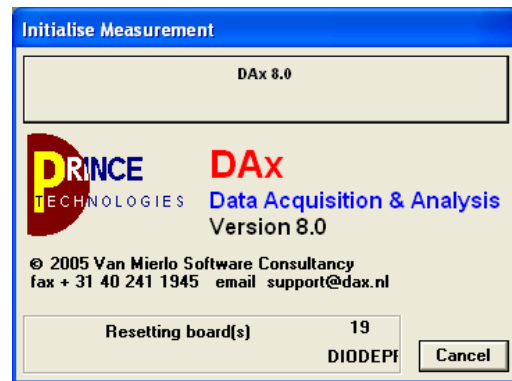 Initialise Measurement
DAx 8.0
PRINCE
TECHNOLOGIES
DAx
Data Acquisition & Analysis
Version 8.0
© 2005 Van Mierlo Software Consultancy
fax + 31 40 241 1945 email support@dax.nl
Resetting board(s) 19
DIODEPF
Cancel